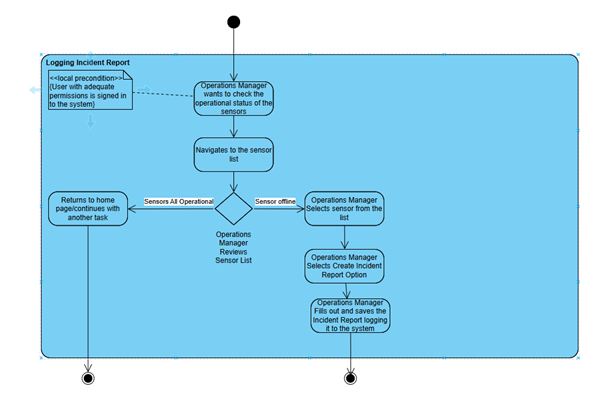 Logging Incident Report
<<local precondition>>
(User with adequate
permissions is signed in
to the system)
Operations Manager
wants to check the
operational status of the
sensors
Navigates to the sensor
list
Returns to home
page/continues with
another task
Sensors All Operational
Sensor offline
Operations
Manager
Reviews
Sensor List
Operations Manager
Selects sensor from the
list
Operations Manager
Selects Create Incident
Report Option
Operations Manager
Fills out and saves the
Incident Report logging
it to the system